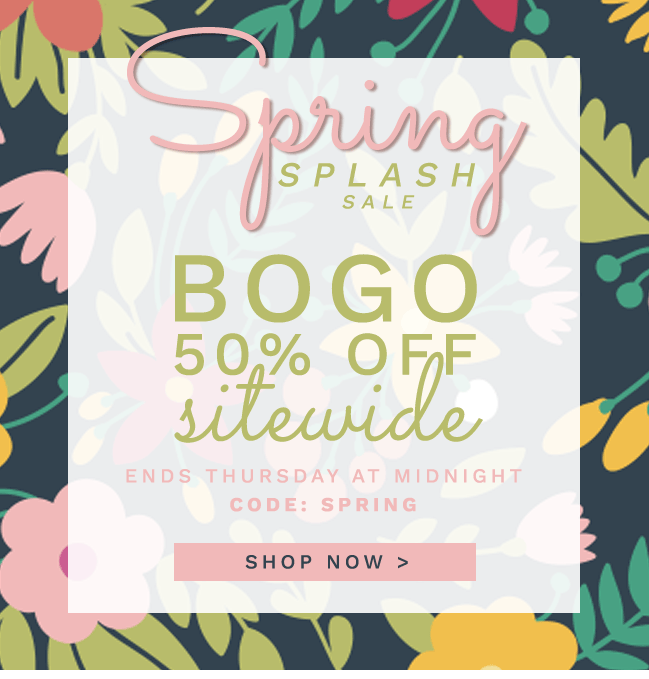 Spring
SPLASH
SALE
BOGO
50% OFF
sitewide
ENDS THURSDAY AT MIDNIGHT
CODE: SPRING
SHOP NOW >